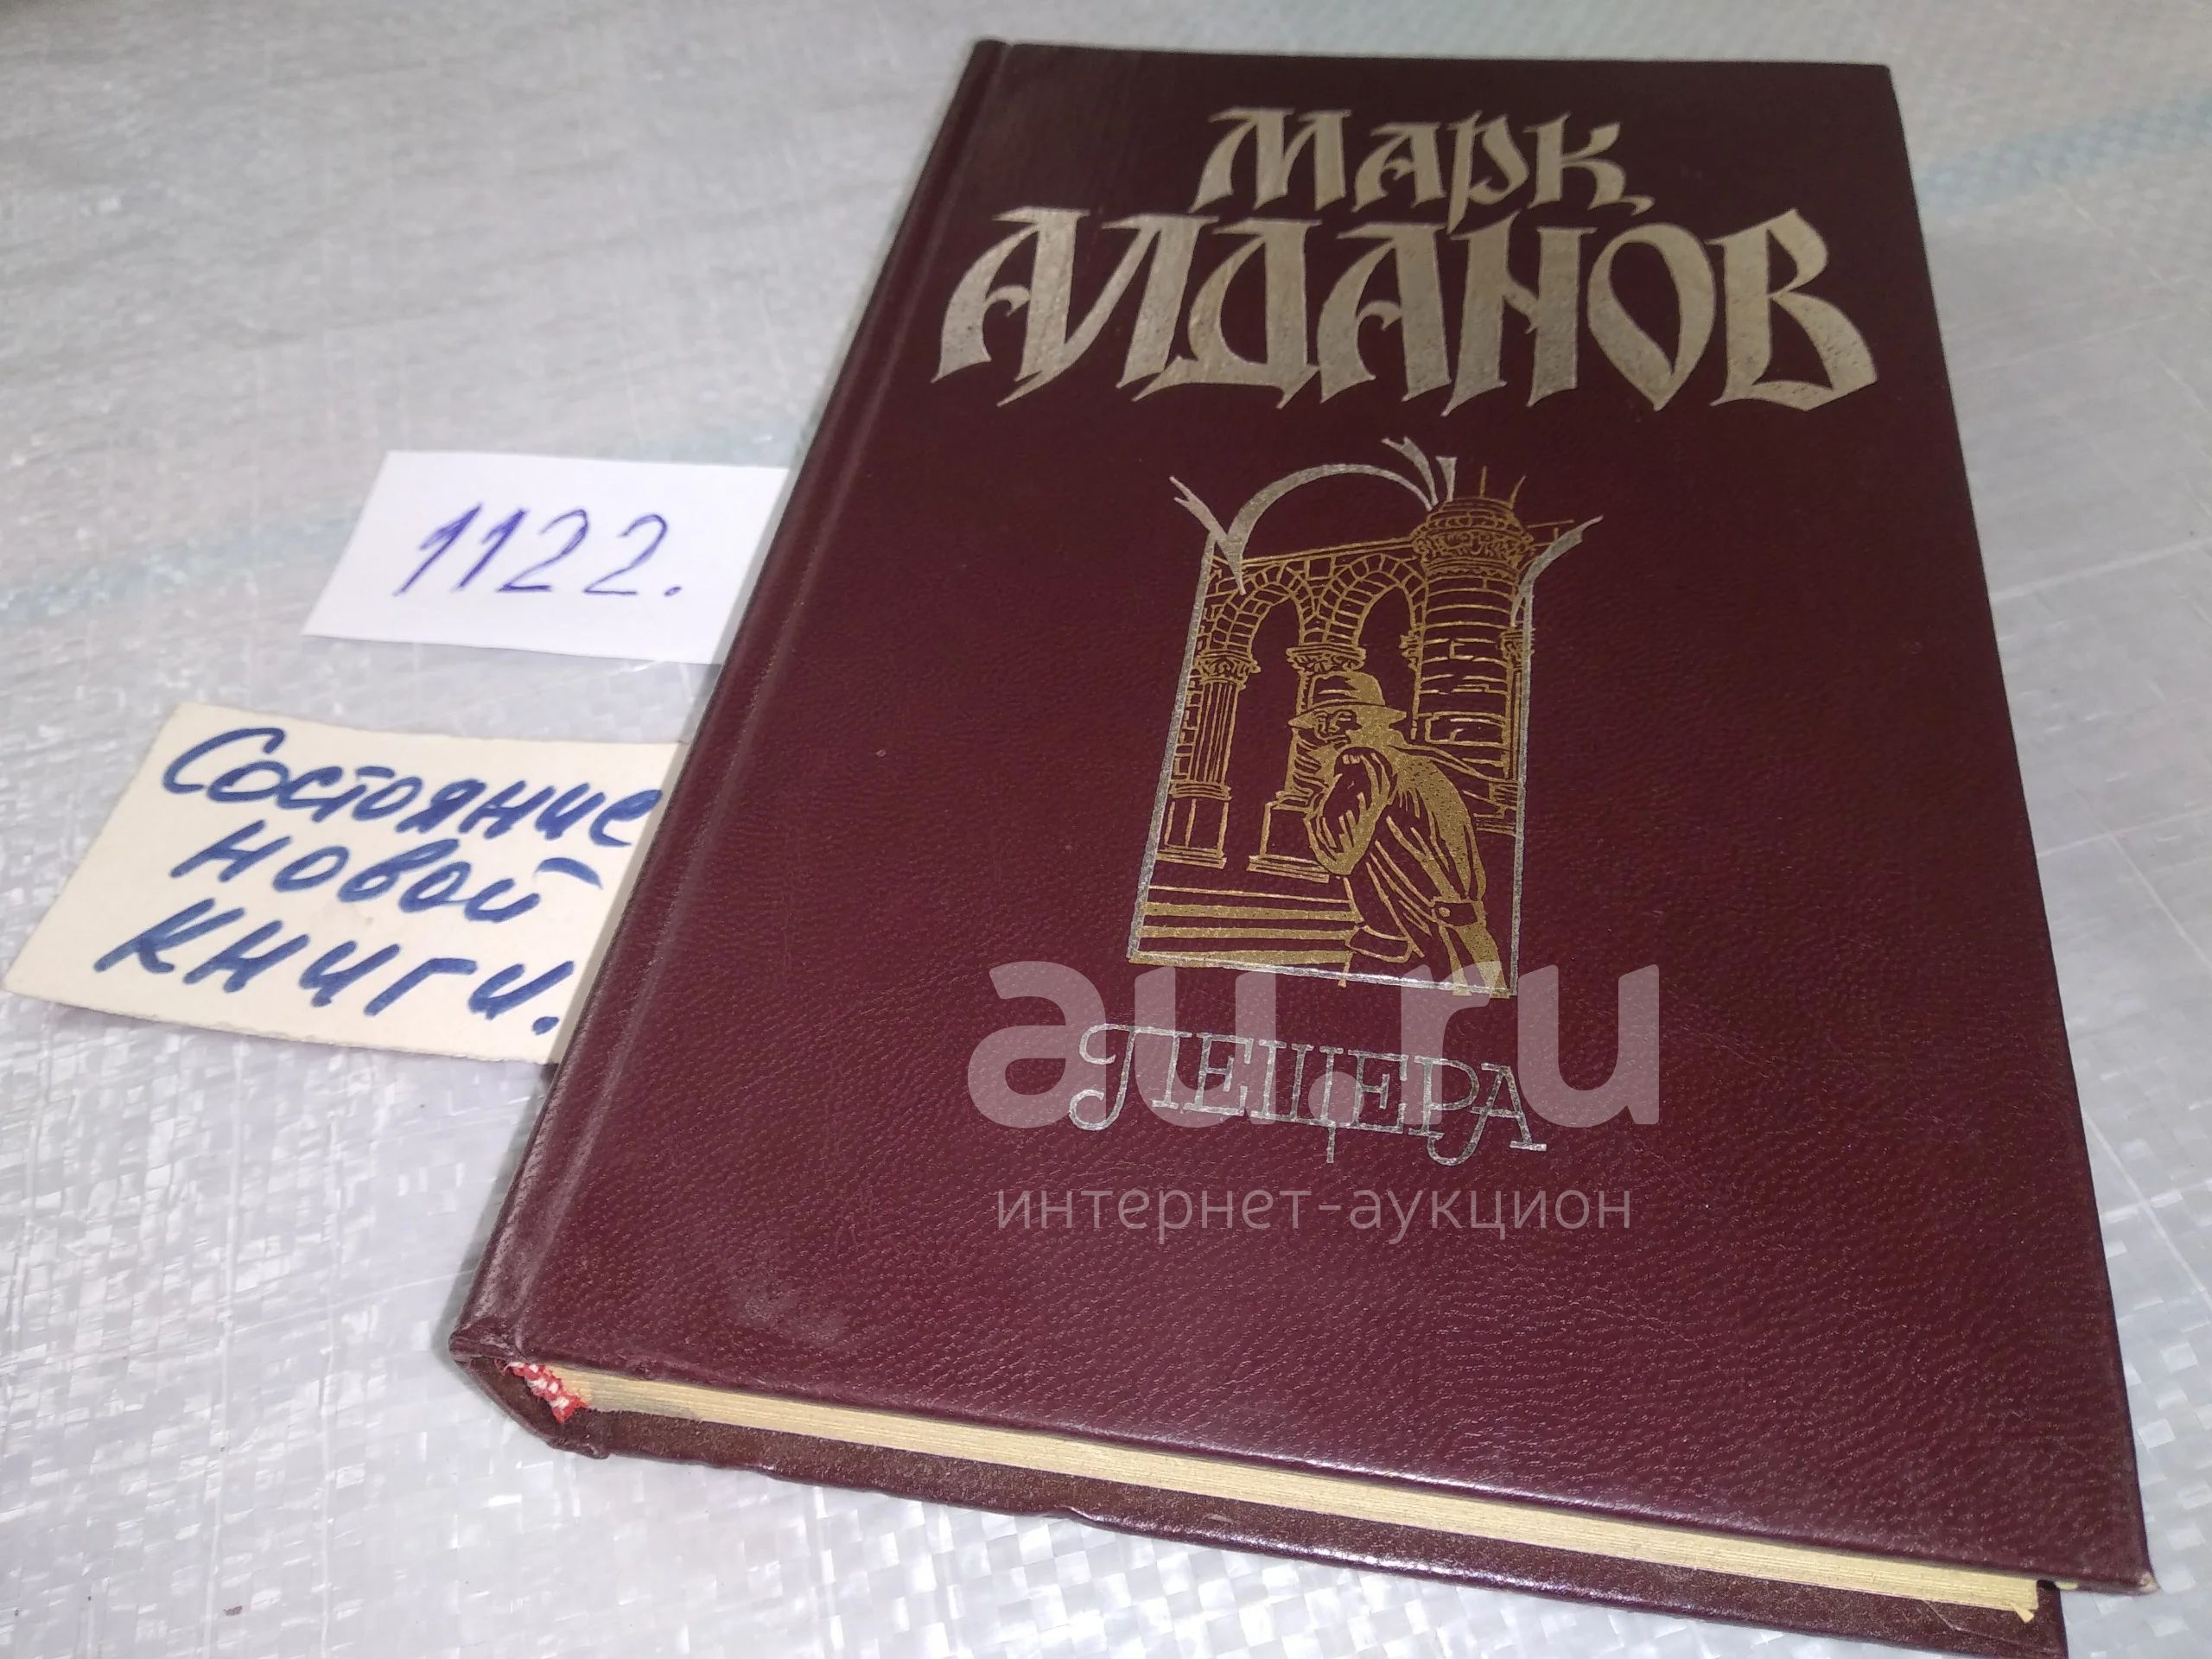 Марк
Алданов
1122.
Состояние
новой
книги.
au.ru
Пещера
интернет-аукцион